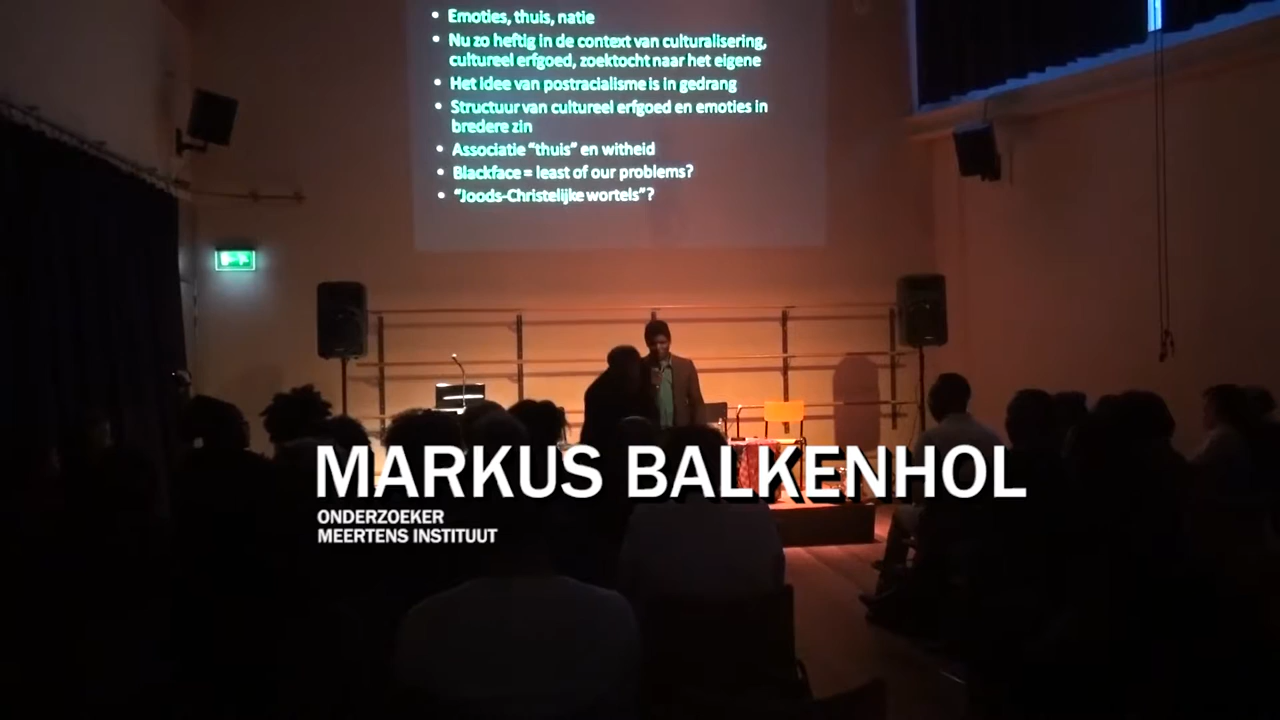 • Emoties, thuis, natie
• Nu zo heftig in de context van culturalisering,
cultureel erfgoed, zoektocht naar het eigene
• Het idee van postracialisme is in gedrang
• Structuur van cultureel erfgoed en emoties in
bredere zin
• Associatie “thuis” en witheid
• Blackface = least of our problems?
• “Joods-Christelijke wortels”?
MARKUS BALKENHOL
ONDERZOEKER
MEERTENS INSTITUUT